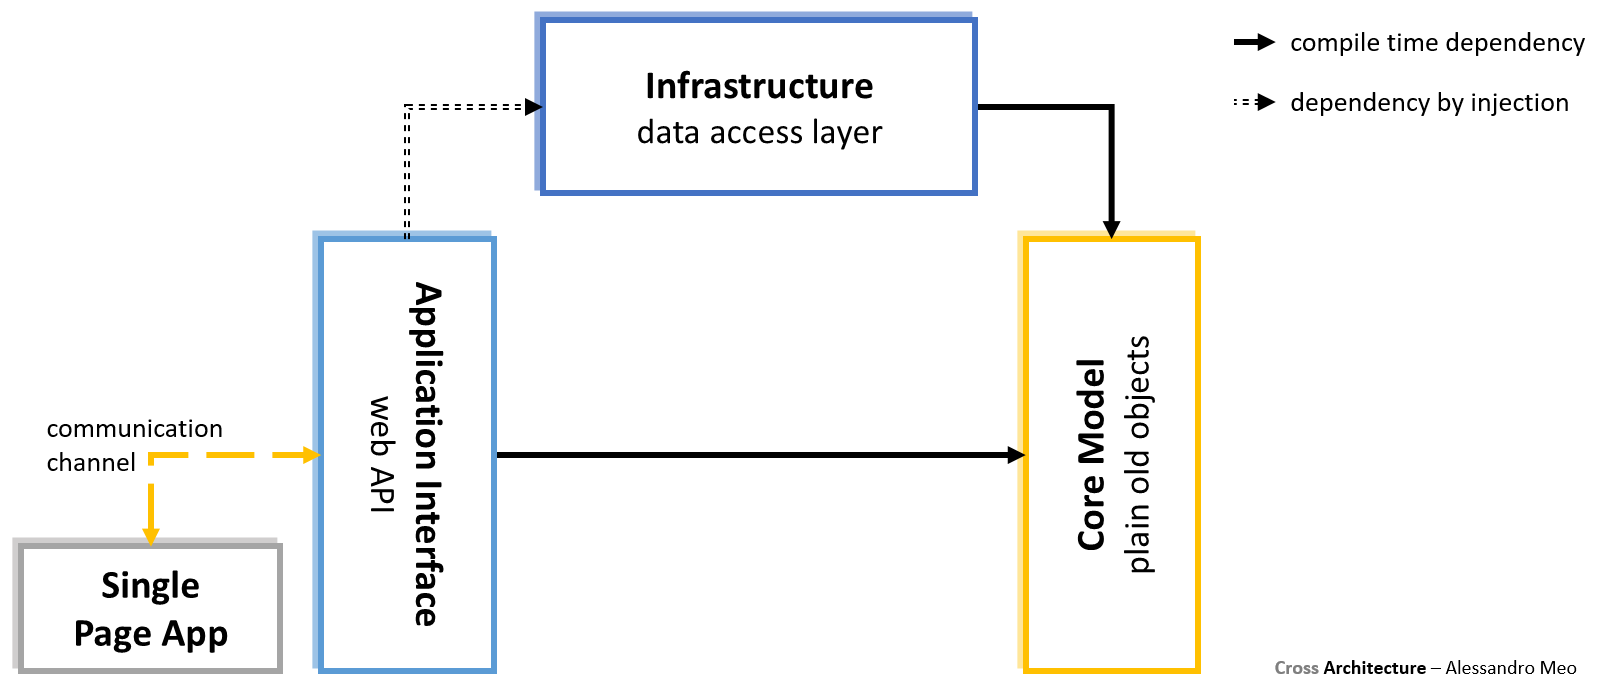 Infrastructure
data access layer
compile time dependency
dependency by injection
Application Interface
web API
Core Model
plain old objects
communication
channel
Single
Page App
Cross Architecture – Alessandro Meo